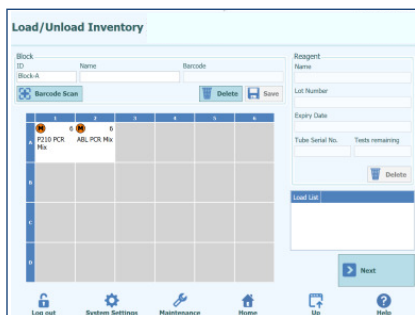 Load/Unload Inventory
Block
ID Name Barcode
Block-A
Barcode Scan Delete Save
1 2 3 4 5 6
A
M 6 M 6
P210 PCR Mix ABL PCR Mix
B
C
D
Reagent
Name
Lot Number
Expiry Date
Tube Serial No. Tests remaining
Delete
Load List
Next
Log out System Settings Maintenance Home Up Help